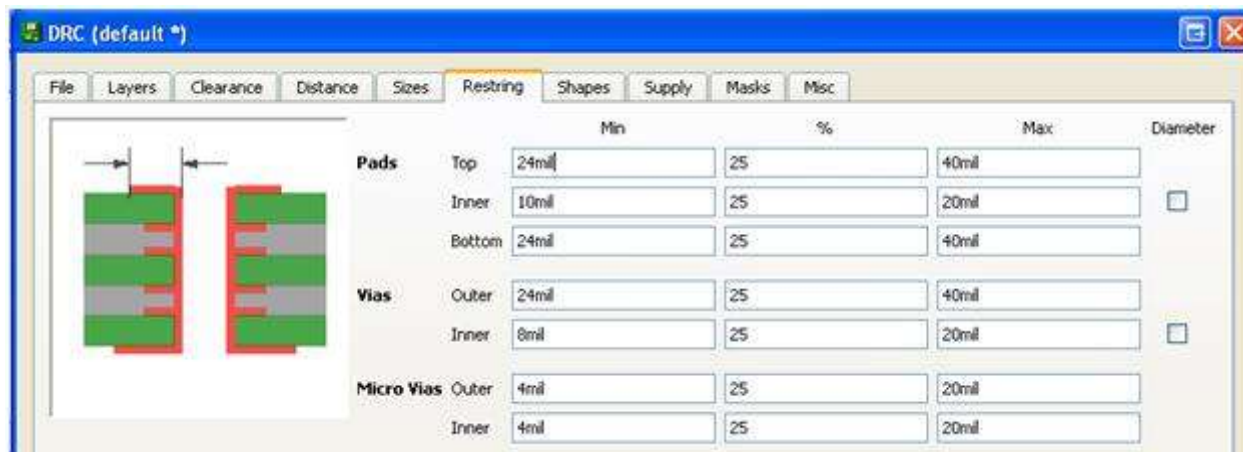 DRC (default *)
File Layers Clearance Distance Sizes Restring Shapes Supply Masks Misc
Min % Max Diameter
Pads Top 24mil 25 40mil
Inner 10mil 25 20mil
Bottom 24mil 25 40mil
Vias Outer 24mil 25 40mil
Inner 8mil 25 20mil
Micro Vias Outer 4mil 25 20mil
Inner 4mil 25 20mil